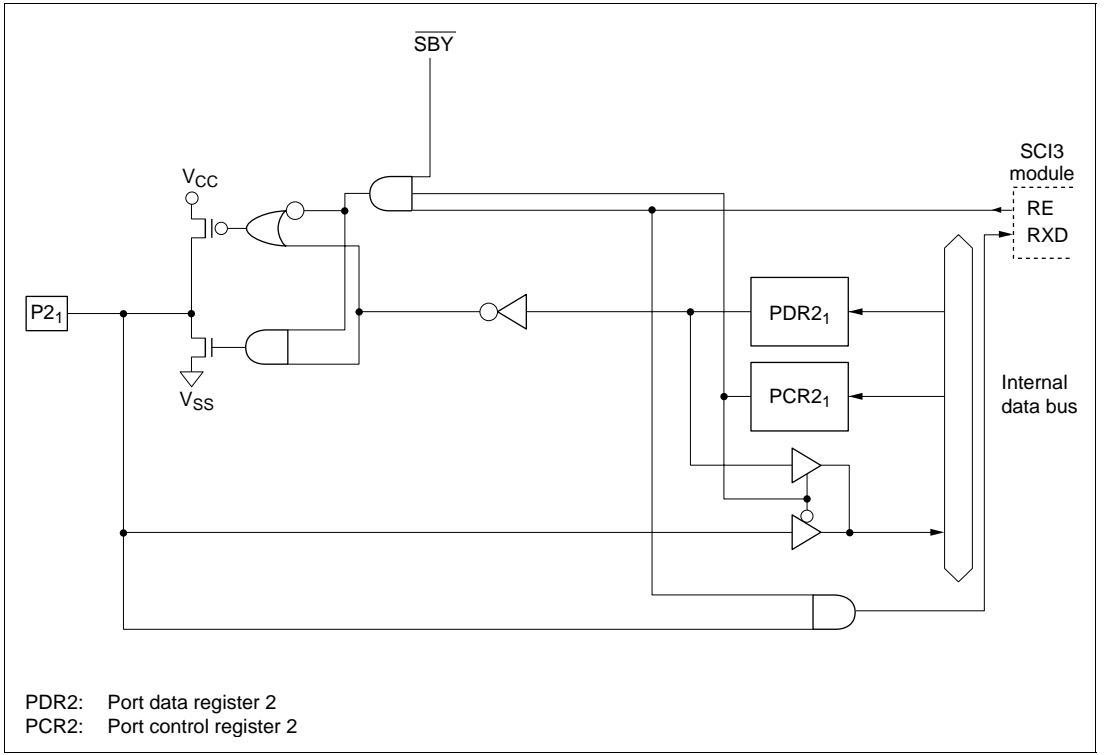 SBY
SCI3
module
RE
RXD
VCC
P21
PDR21
PCR21
VSS
Internal
data bus
PDR2: Port data register 2
PCR2: Port control register 2